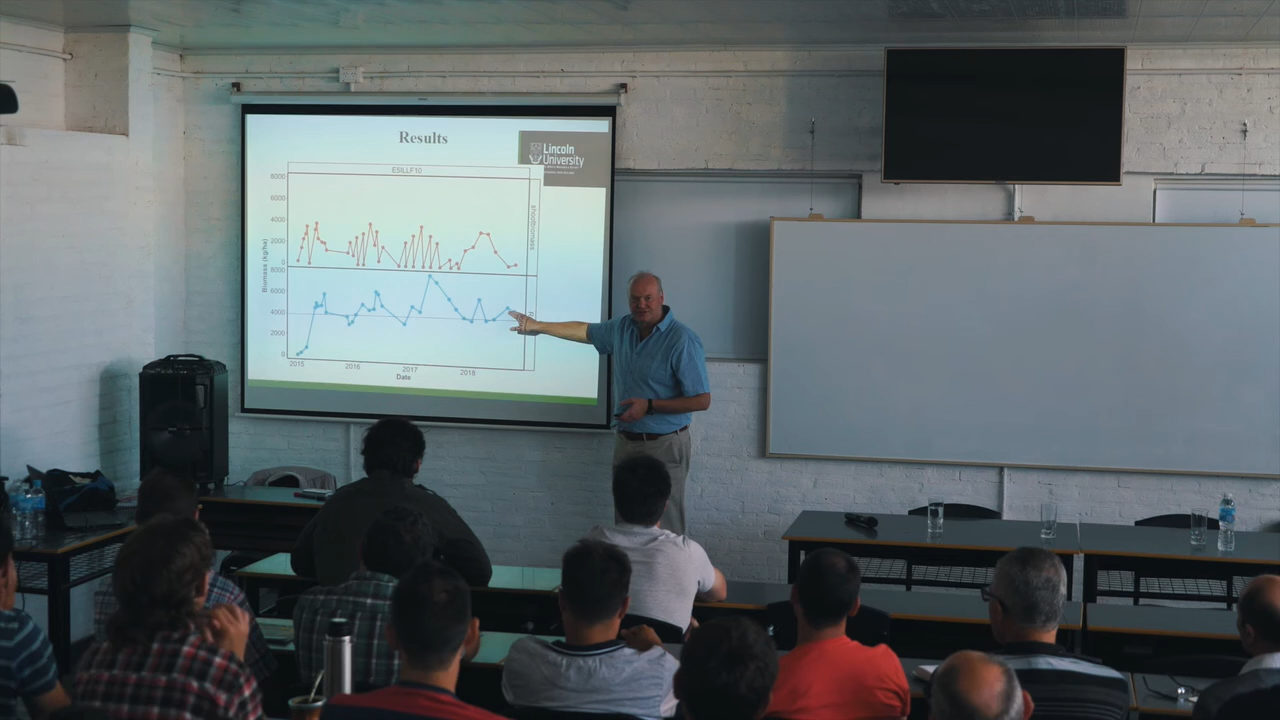 Results
Lincoln
University
ESILLF10
8000
6000
4000
2000
0
8000
6000
4000
2000
0
Biomass (kg/ha)
2015
2016
2017
2018
Date